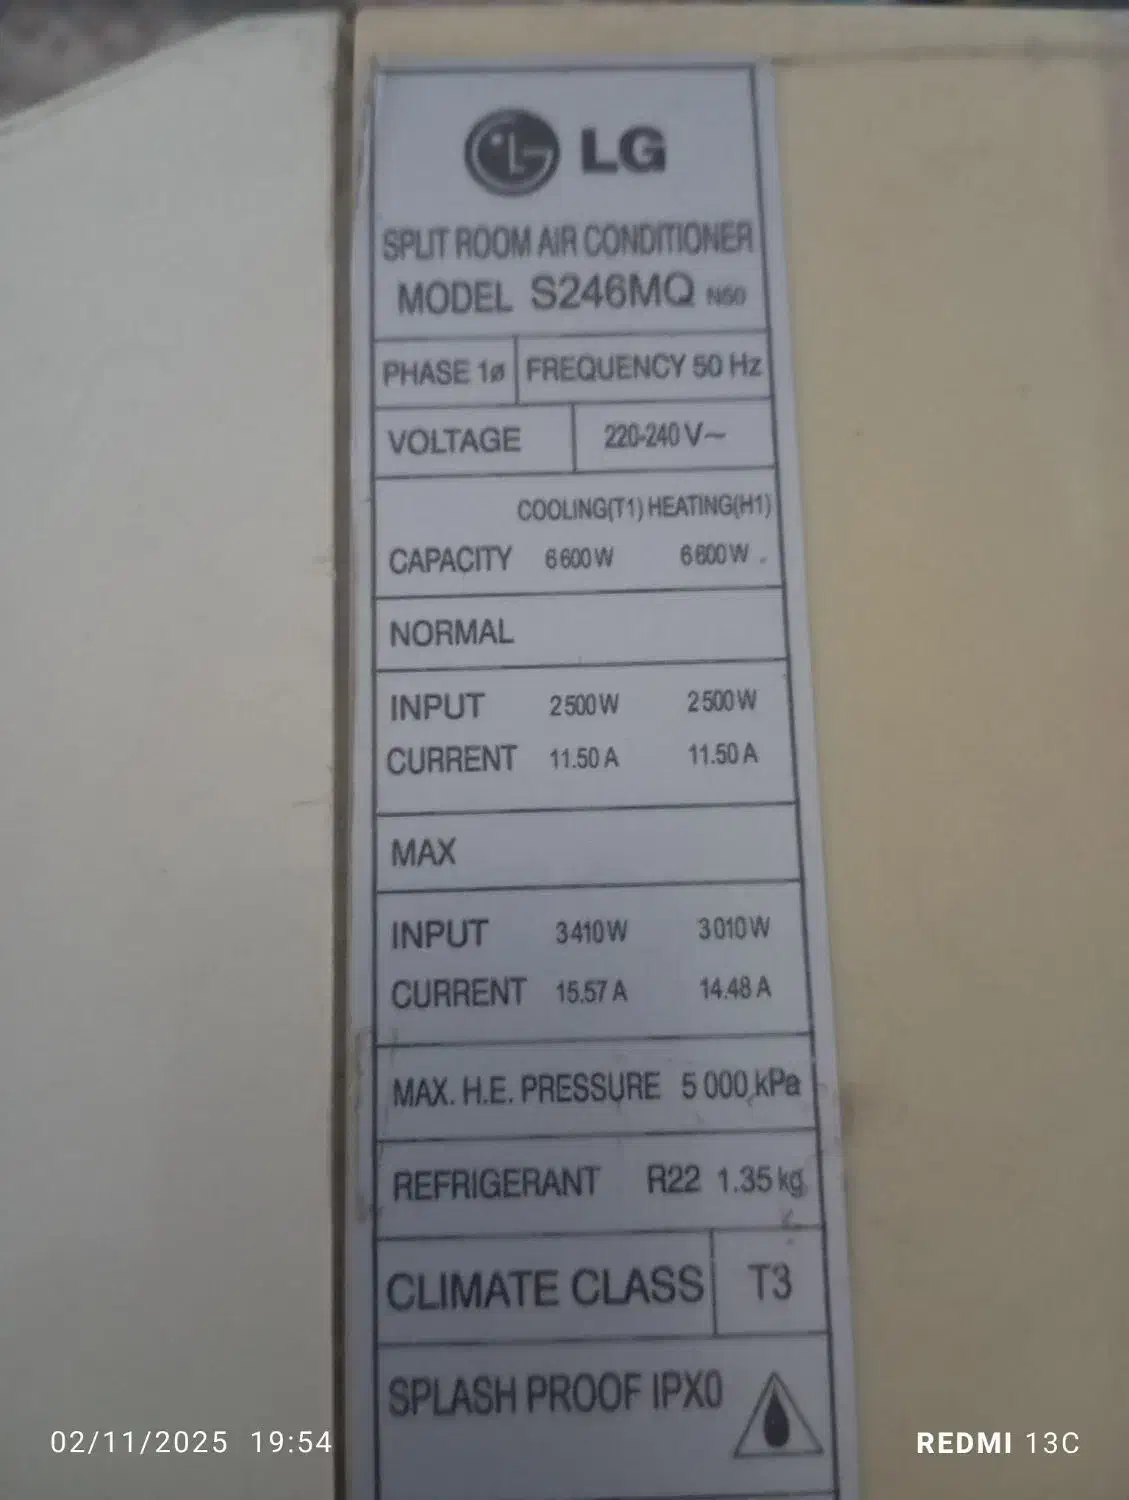 LG
SPLIT ROOM AIR CONDITIONER
MODEL S246MQ N60
PHASE 1ø FREQUENCY 50 Hz
VOLTAGE 220-240 V~
COOLING(T1) HEATING(H1)
CAPACITY 6600W 6600W
NORMAL
INPUT 2500W 2500W
CURRENT 11.50 A 11.50 A
MAX
INPUT 3410W 3010W
CURRENT 15.57 A 14.48 A
MAX. H.E. PRESSURE 5 000 kPa
REFRIGERANT R22 1.35 kg
CLIMATE CLASS T3
SPLASH PROOF IPX0
02/11/2025 19:54
REDMI 13C